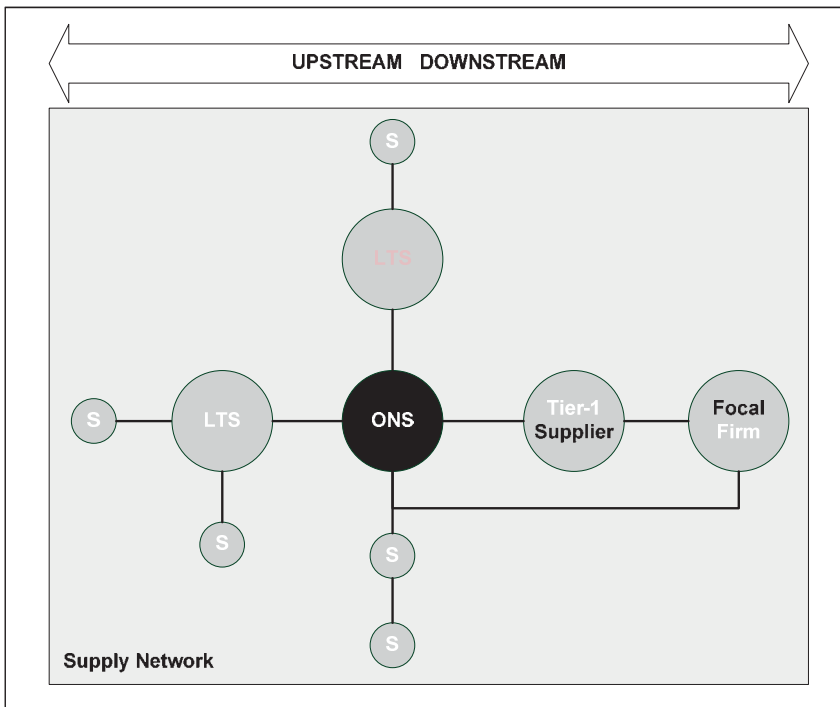 UPSTREAM DOWNSTREAM
S
LTS
S
LTS
ONS
Tier-1
Supplier
Focal
Firm
S
S
S
Supply Network